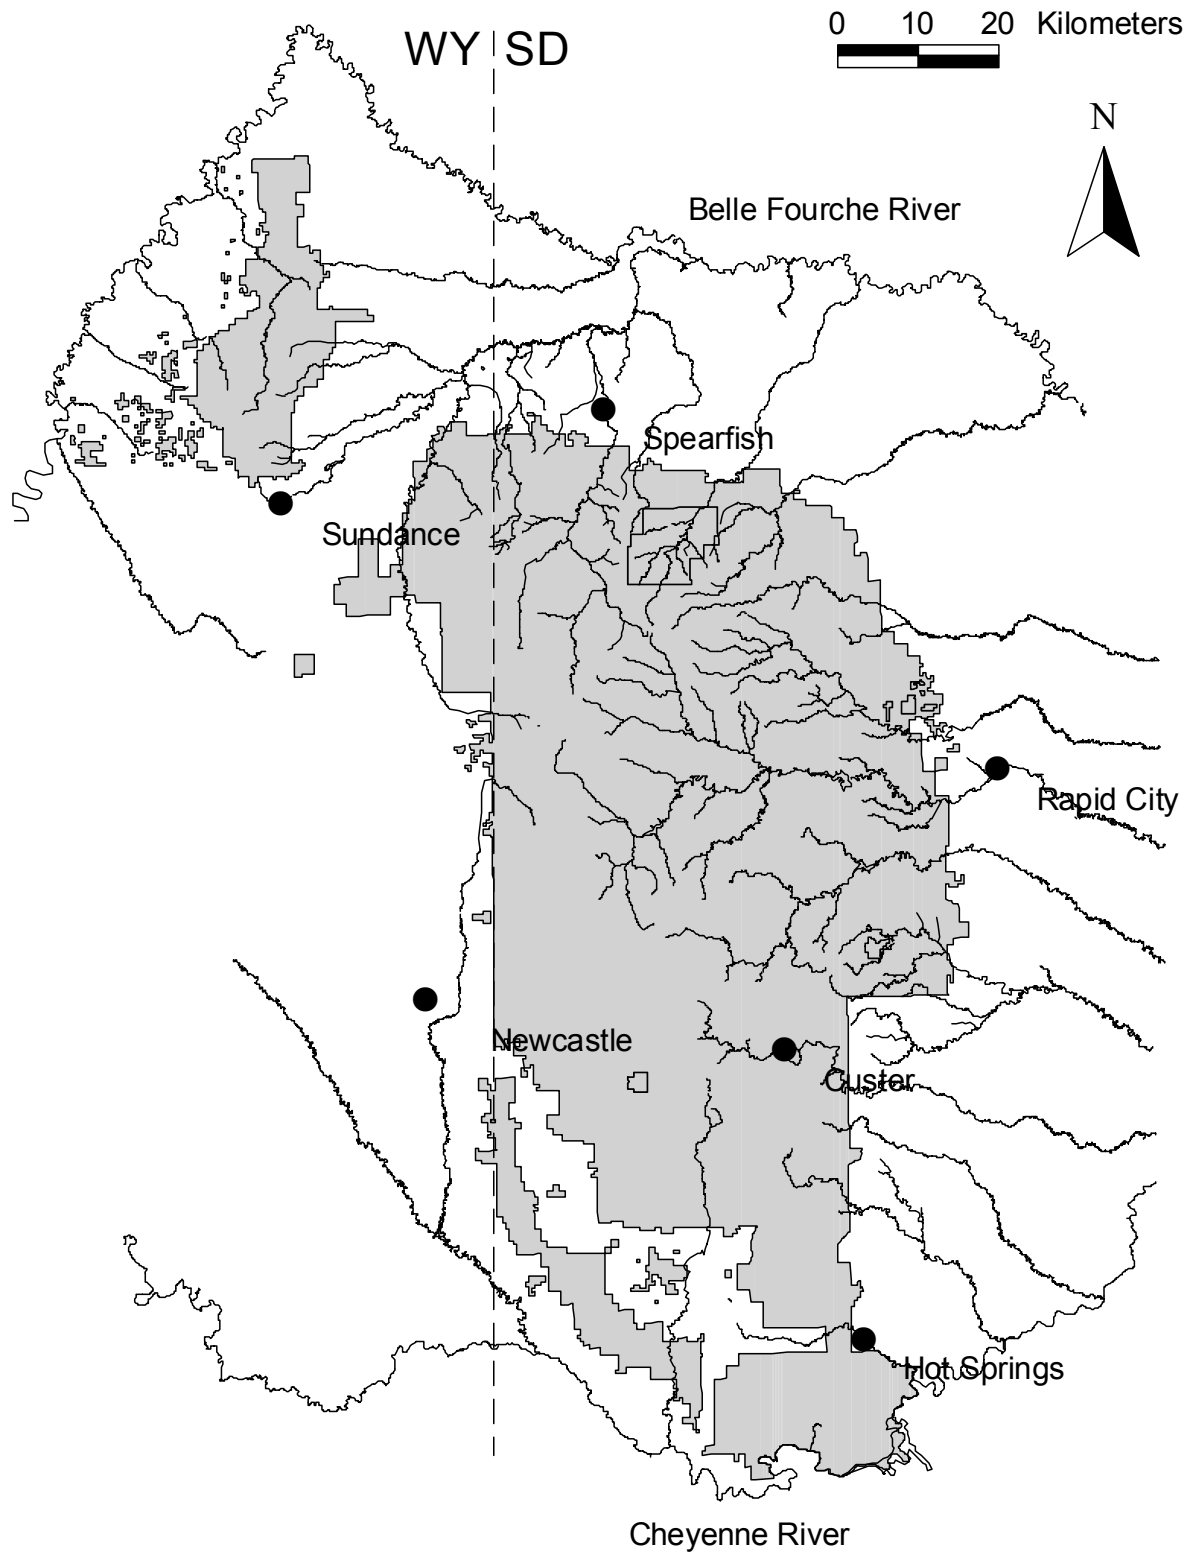 0 10 20 Kilometers
WY SD
N
Belle Fourche River
Spearfish
Sundance
Rapid City
Newcastle
Custer
Hot Springs
Cheyenne River